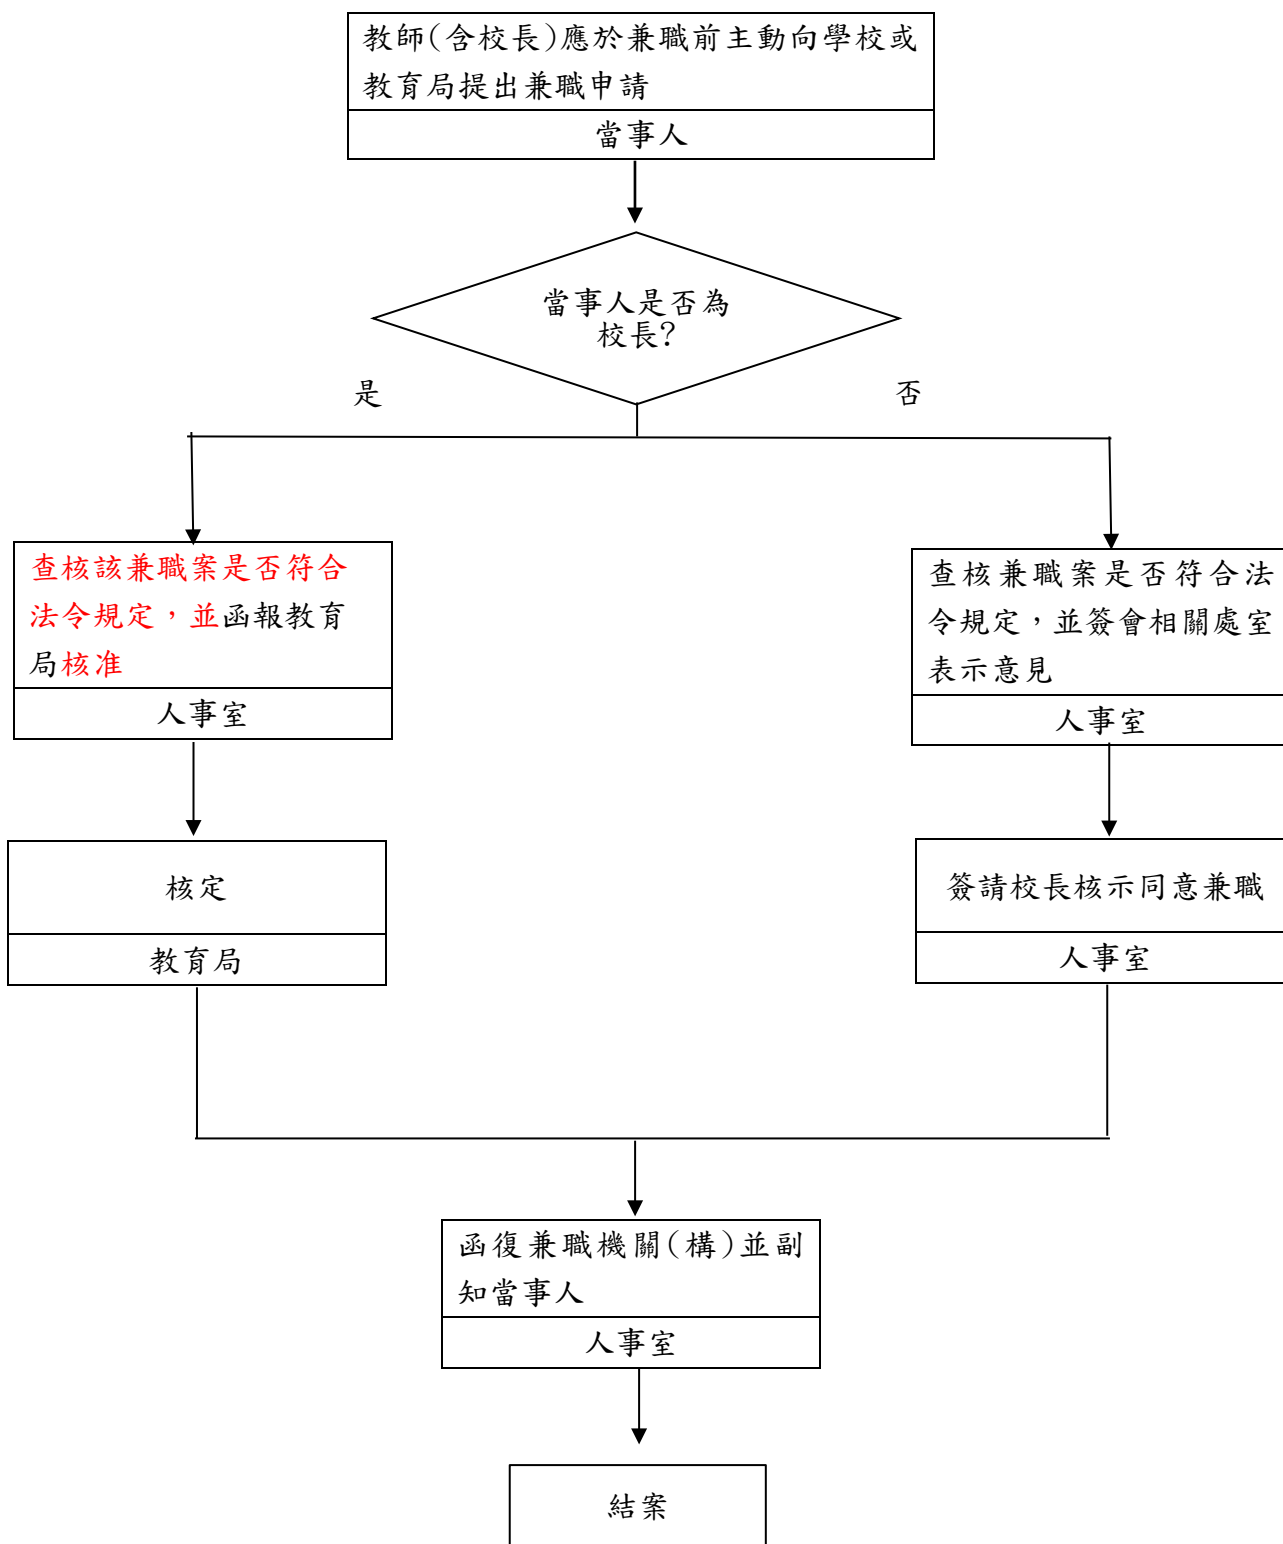 教師(含校長)應於兼職前主動向學校或
教育局提出兼職申請
當事人
當事人是否為
校長?
是
否
查核該兼職案是否符合
法令規定，並函報教育
局核准
人事室
查核兼職案是否符合法
令規定，並簽會相關處室
表示意見
人事室
核定
教育局
簽請校長核示同意兼職
人事室
函復兼職機關(構)並副
知當事人
人事室
結案